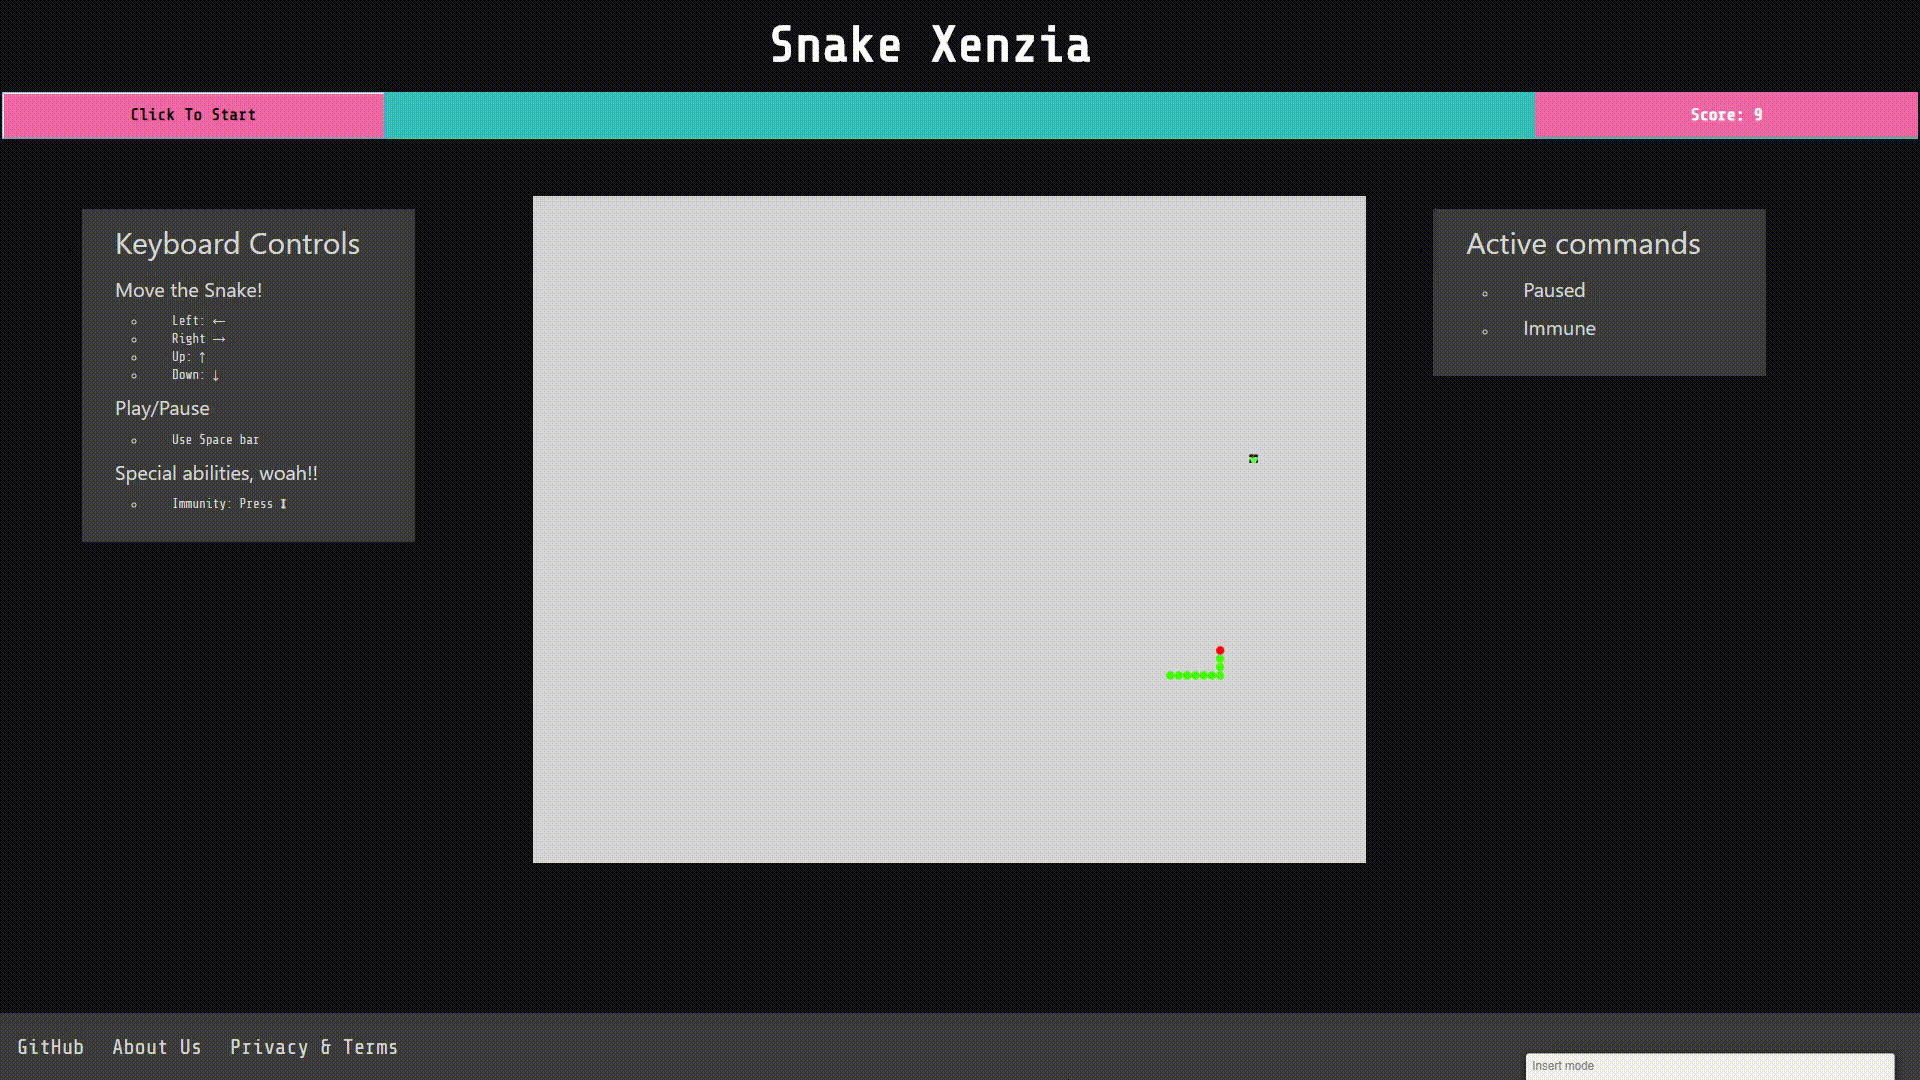 Snake Xenzia
Click To Start
Score: 9
Keyboard Controls
Move the Snake!
Left: ←
Right →
Up: ↑
Down: ↓
Play/Pause
Use Space bar
Special abilities, woah!!
Immunity: Press I
Active commands
Paused
Immune
GitHub About Us Privacy & Terms
Insert mode